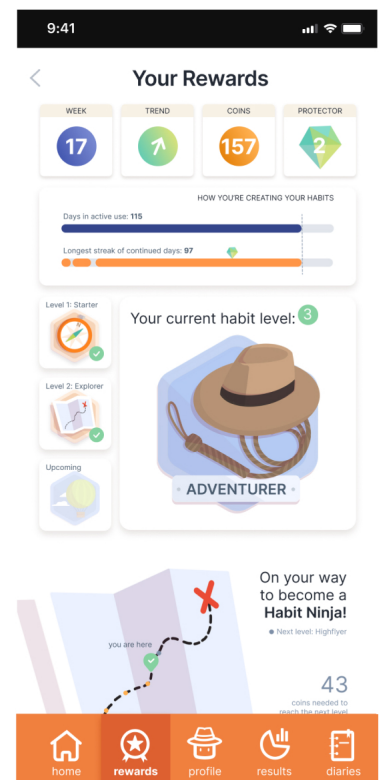 9:41
Your Rewards
WEEK
TREND
COINS
PROTECTOR
17
157
2
HOW YOU'RE CREATING YOUR HABITS
Days in active use: 115
Longest streak of continued days: 97
Level 1: Starter
Level 2: Explorer
Upcoming
Your current habit level: 3
ADVENTURER
On your way
to become a
Habit Ninja!
Next level: Highflyer
you are here
43
coins needed to
reach the next level
home
rewards
profile
results
diaries